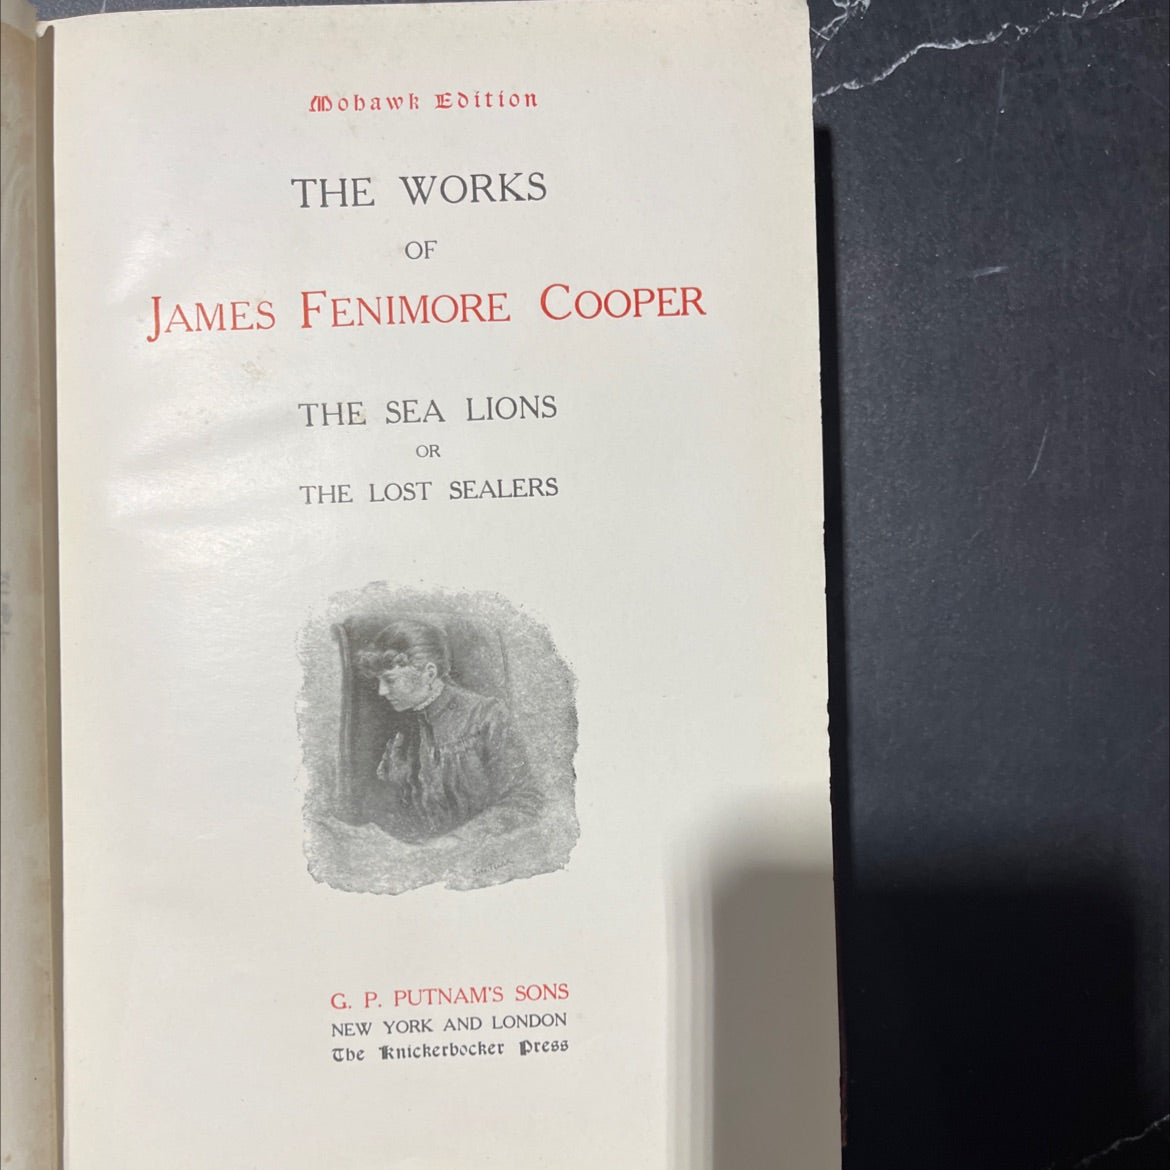 Mohawk Edition
THE WORKS
OF
JAMES FENIMORE COOPER
THE SEA LIONS
OR
THE LOST SEALERS
G. P. PUTNAM'S SONS
NEW YORK AND LONDON
The Knickerbocker Press